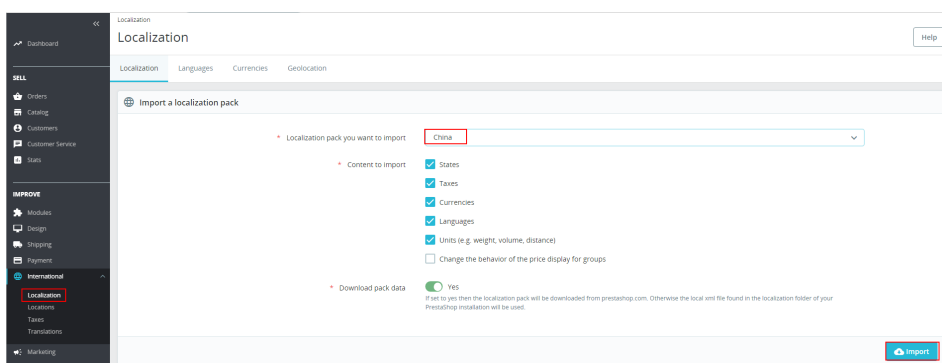 Localization
Localization
Help
Dashboard
Localization
Languages
Currencies
Geolocation
SELL
Orders
Catalog
Customers
Customer Service
Stats
IMPROVE
Modules
Design
Shipping
Payment
International
Localization
Locations
Taxes
Translations
Marketing
Import a localization pack
* Localization pack you want to import
China
* Content to import
States
Taxes
Currencies
Languages
Units (e.g. weight, volume, distance)
Change the behavior of the price display for groups
* Download pack data
Yes
If set to yes then the localization pack will be downloaded from prestashop.com. Otherwise the local xml file found in the localization folder of your
PrestaShop installation will be used.
Import